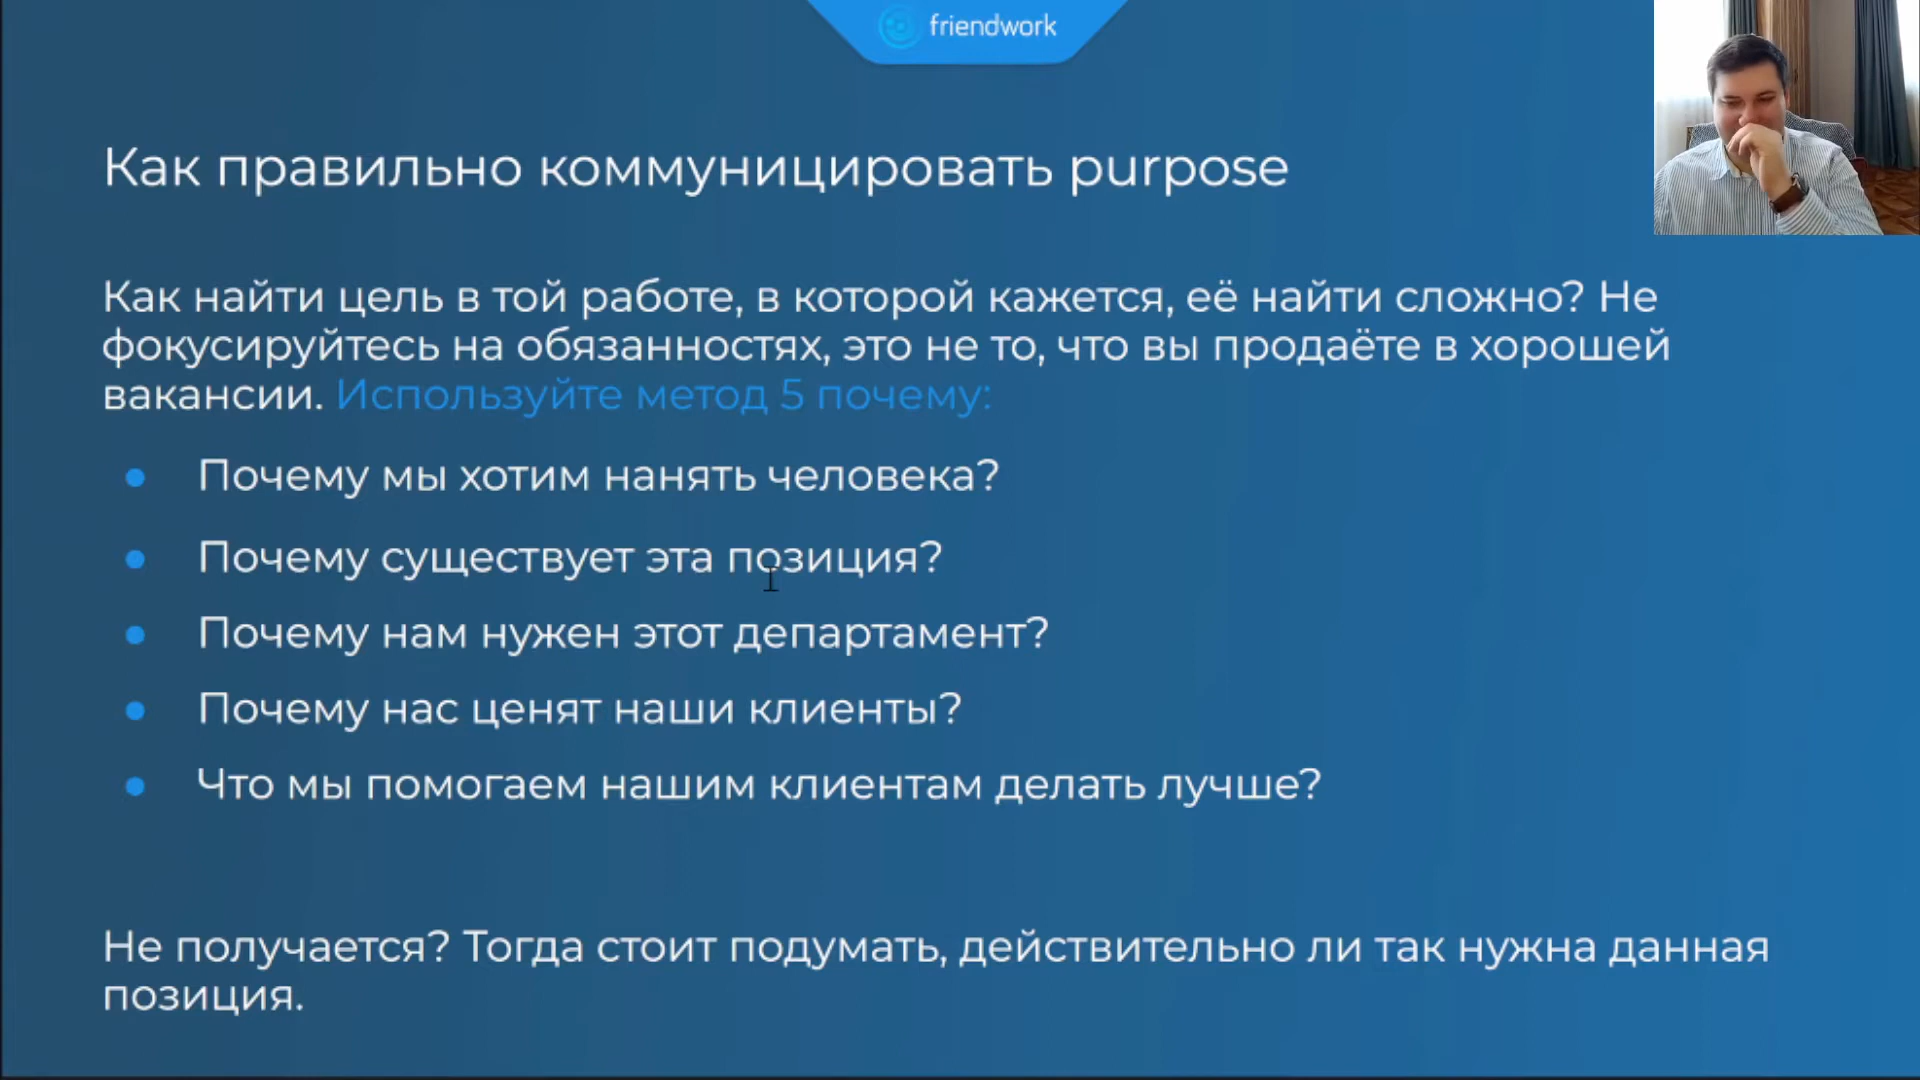 friendwork
Как правильно коммуницировать purpose
Как найти цель в той работе, в которой кажется, её найти сложно? Не
фокусируйтесь на обязанностях, это не то, что вы продаёте в хорошей
вакансии. Используйте метод 5 почему:
Почему мы хотим нанять человека?
Почему существует эта позиция?
Почему нам нужен этот департамент?
Почему нас ценят наши клиенты?
Что мы помогаем нашим клиентам делать лучше?
Не получается? Тогда стоит подумать, действительно ли так нужна данная
позиция.